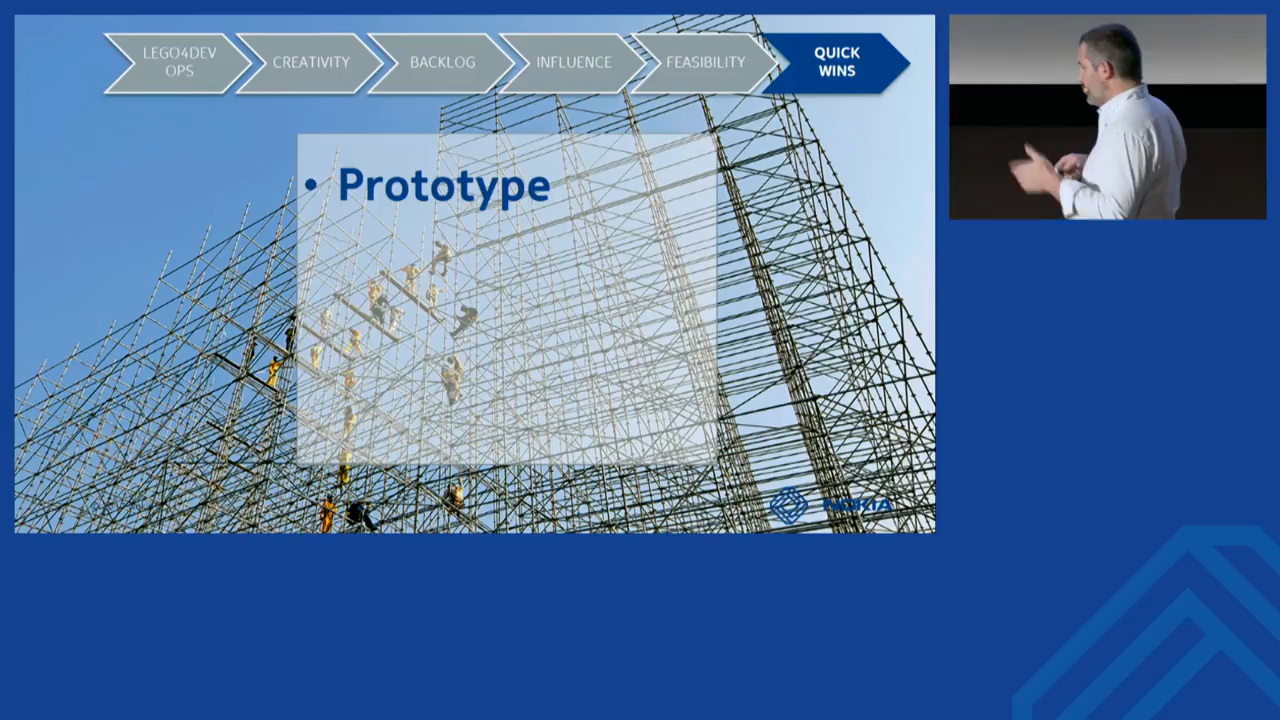 LEGO4DEV
OPS
CREATIVITY
BACKLOG
INFLUENCE
FEASIBILITY
QUICK
WINS
• Prototype
NOKIA